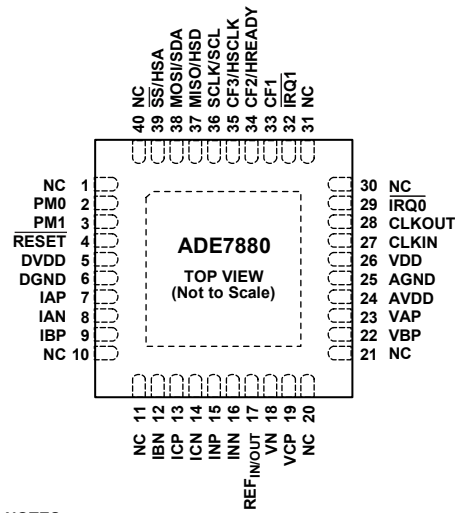 40 NC
39 SS/HSA
38 MOSI/SDA
37 MISO/HSD
36 SCLK/SCL
35 CF3/HSCLK
34 CF2/HREADY
33 CF1
32 IRQ1
31 NC
NC 1
PM0 2
PM1 3
RESET 4
DVDD 5
DGND 6
IAP 7
IAN 8
IBP 9
NC 10
ADE7880
TOP VIEW
(Not to Scale)
30 NC
29 IRQ0
28 CLKOUT
27 CLKIN
26 VDD
25 AGND
24 AVDD
23 VAP
22 VBP
21 NC
NC 11
IBN 12
ICP 13
ICN 14
INP 15
INN 16
REFIN/OUT 17
VN 18
VCP 19
NC 20
NOTES